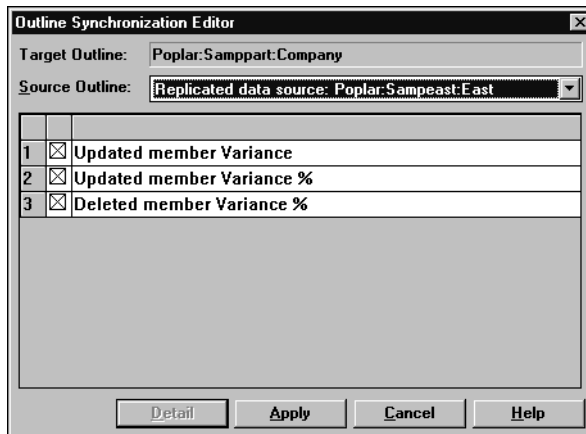 Outline Synchronization Editor
Target Outline: Poplar:Samppart:Company
Source Outline: Replicated data source: Poplar:Sampeast:East
1 Updated member Variance
2 Updated member Variance %
3 Deleted member Variance %
Detail Apply Cancel Help